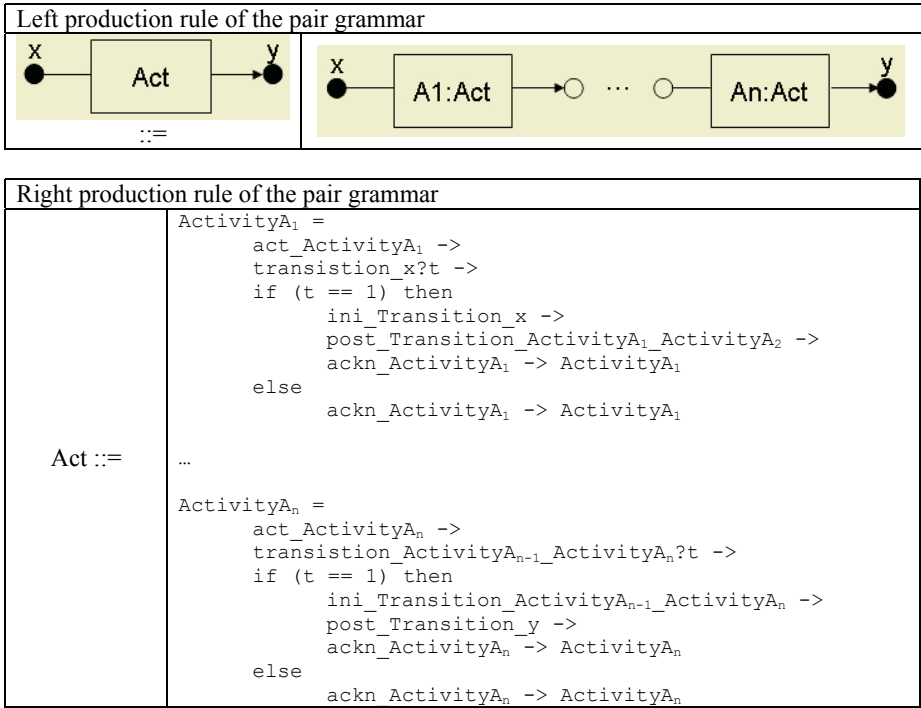 Left production rule of the pair grammar
x y
Act
::=
x y
A1:Act ... An:Act
Right production rule of the pair grammar
Act ::=
ActivityA₁ =
act_ActivityA₁ ->
transistion_x?t ->
if (t == 1) then
ini_Transition_x ->
post_Transition_ActivityA₁_ActivityA₂ ->
ackn_ActivityA₁ -> ActivityA₁
else
ackn_ActivityA₁ -> ActivityA₁
…
ActivityAₙ =
act_ActivityAₙ ->
transistion_ActivityAₙ₋₁_ActivityAₙ?t ->
if (t == 1) then
ini_Transition_ActivityAₙ₋₁_ActivityAₙ ->
post_Transition_y ->
ackn_ActivityAₙ -> ActivityAₙ
else
ackn_ActivityAₙ -> ActivityAₙ